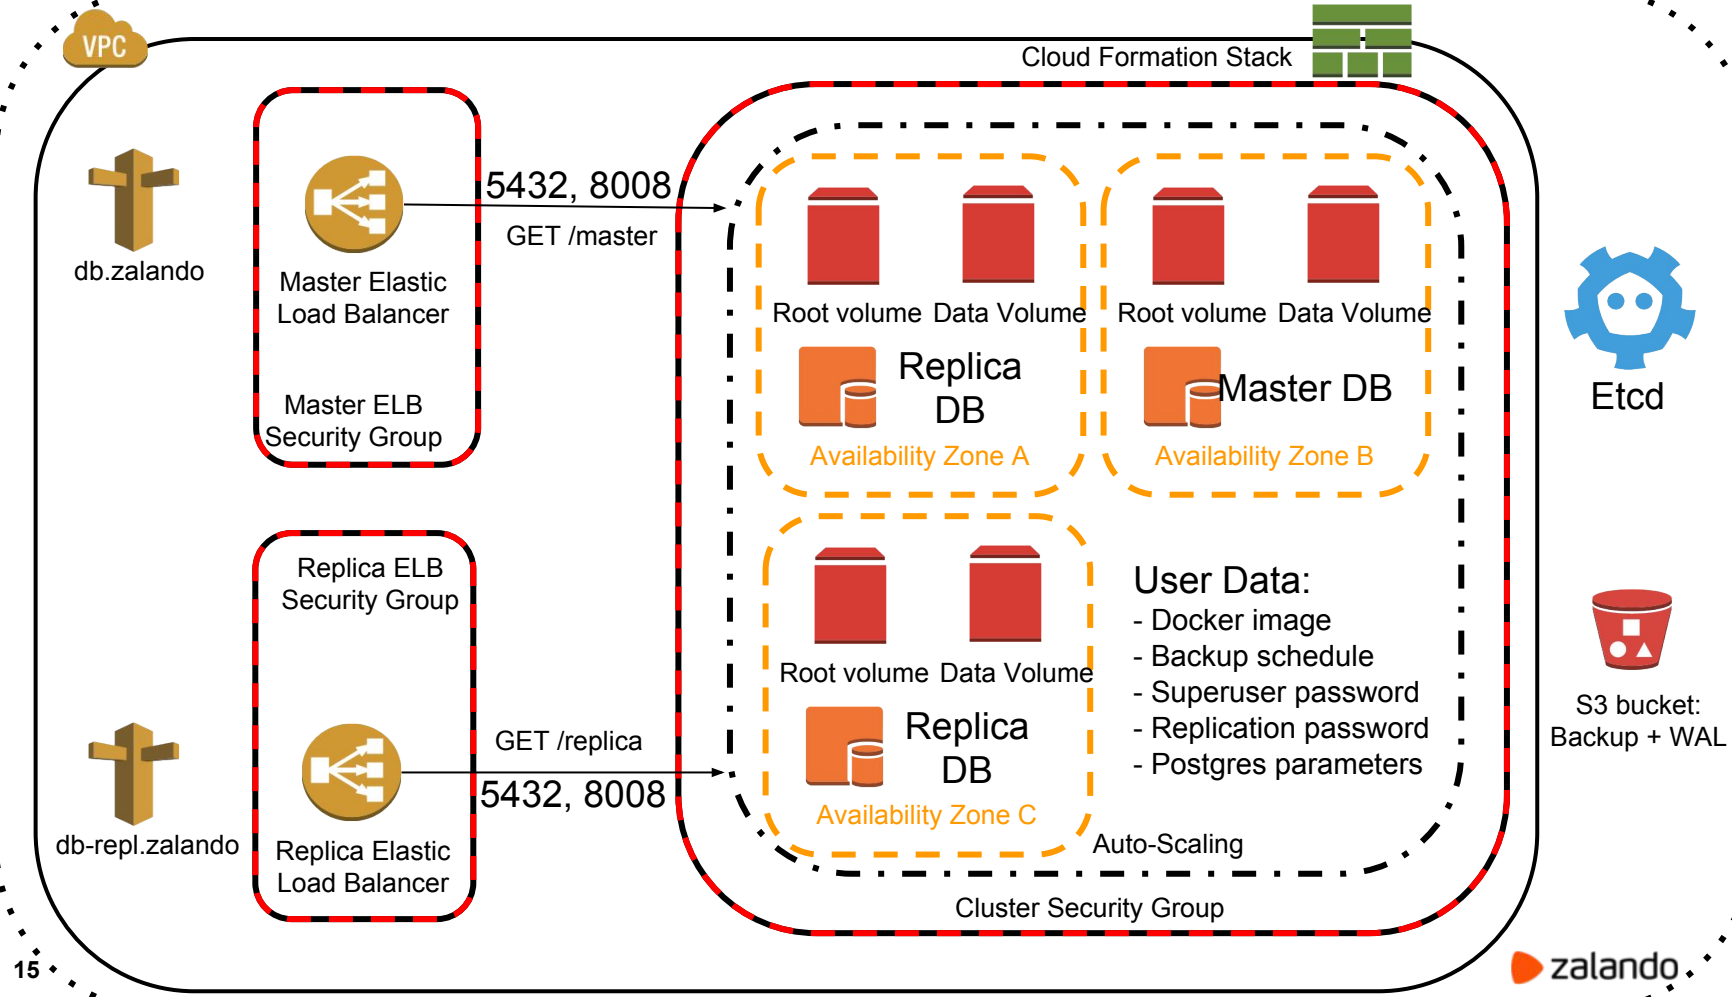 VPC
Cloud Formation Stack
db.zalando
Master Elastic
Load Balancer
Master ELB
Security Group
5432, 8008
GET /master
Root volume
Data Volume
Replica
DB
Availability Zone A
Root volume
Data Volume
Master DB
Availability Zone B
Etcd
Replica ELB
Security Group
db-repl.zalando
Replica Elastic
Load Balancer
GET /replica
5432, 8008
Root volume
Data Volume
Replica
DB
Availability Zone C
User Data:
- Docker image
- Backup schedule
- Superuser password
- Replication password
- Postgres parameters
Auto-Scaling
Cluster Security Group
S3 bucket:
Backup + WAL
15
zalando